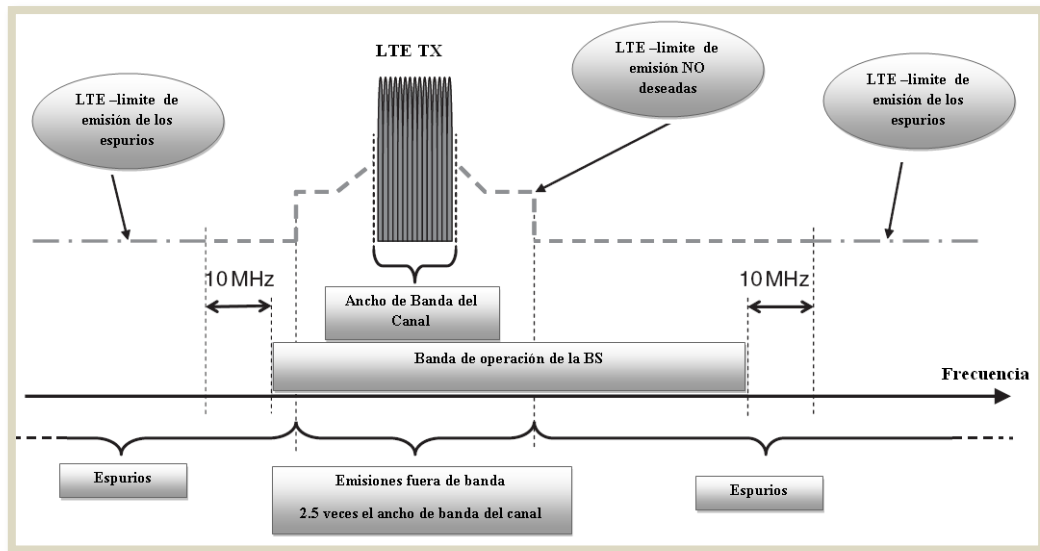 LTE TX
LTE –limite de
emisión de los
espurios
LTE –limite de
emisión NO
deseadas
LTE –limite de
emisión de los
espurios
10 MHz
10 MHz
Ancho de Banda del
Canal
Banda de operación de la BS
Frecuencia
Espurios
Emisiones fuera de banda
2.5 veces el ancho de banda del canal
Espurios